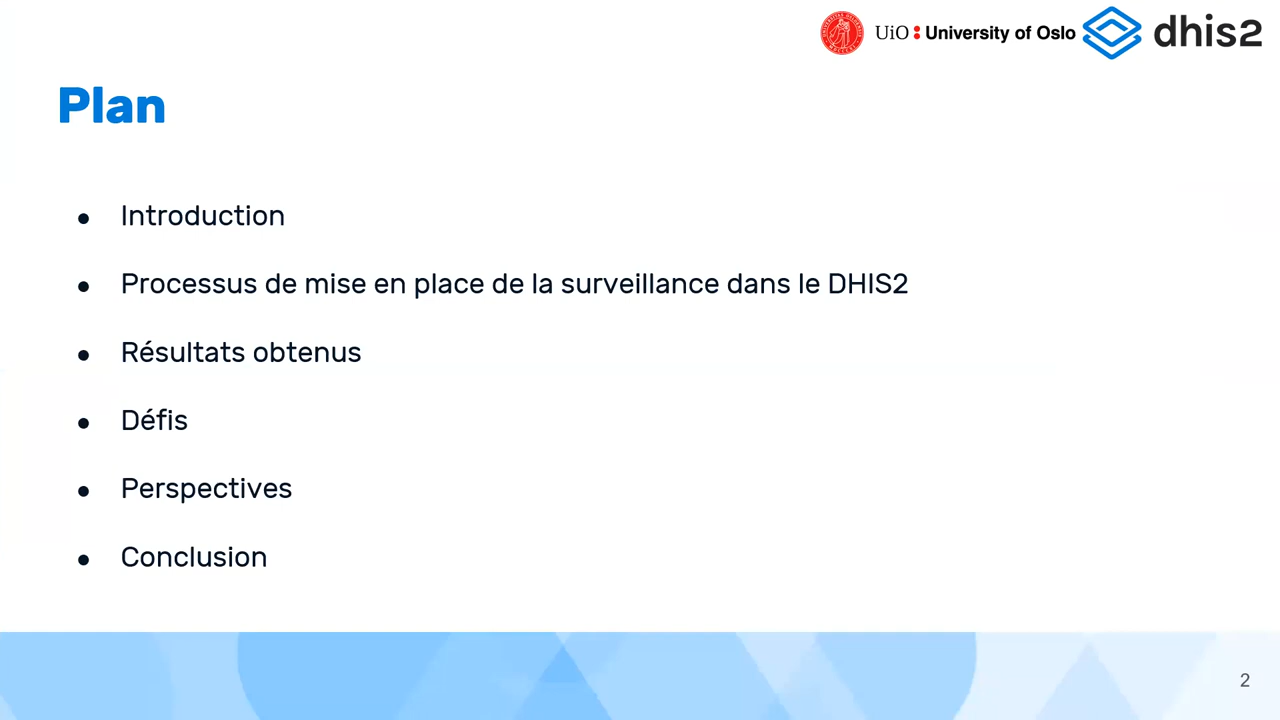 UiO : University of Oslo dhis2
Plan
● Introduction
● Processus de mise en place de la surveillance dans le DHIS2
● Résultats obtenus
● Défis
● Perspectives
● Conclusion
2